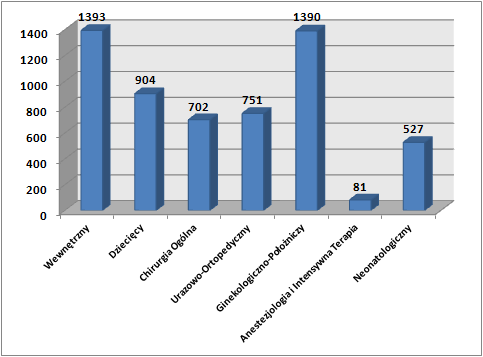 1393
904
702
751
1390
81
527
1400
1200
1000
800
600
400
200
0
Wewnętrzny
Dziecięcy
Chirurgia Ogólna
Urazowo-Ortopedyczny
Ginekologiczno-Położniczy
Anestezjologia i Intensywna Terapia
Neonatologiczny